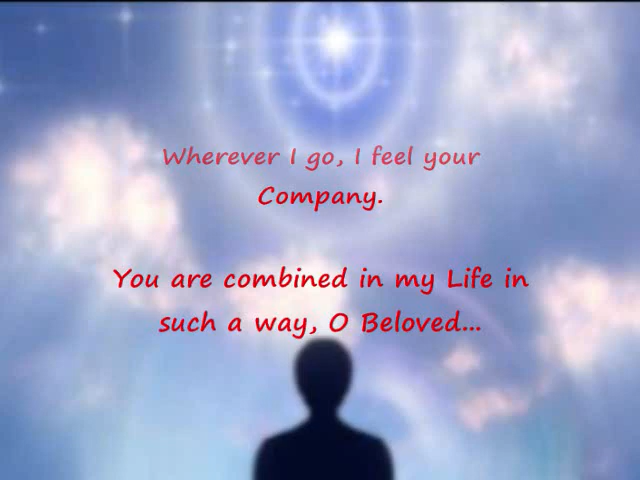 Wherever I go, I feel your
Company.
You are combined in my Life in
such a way, O Beloved...